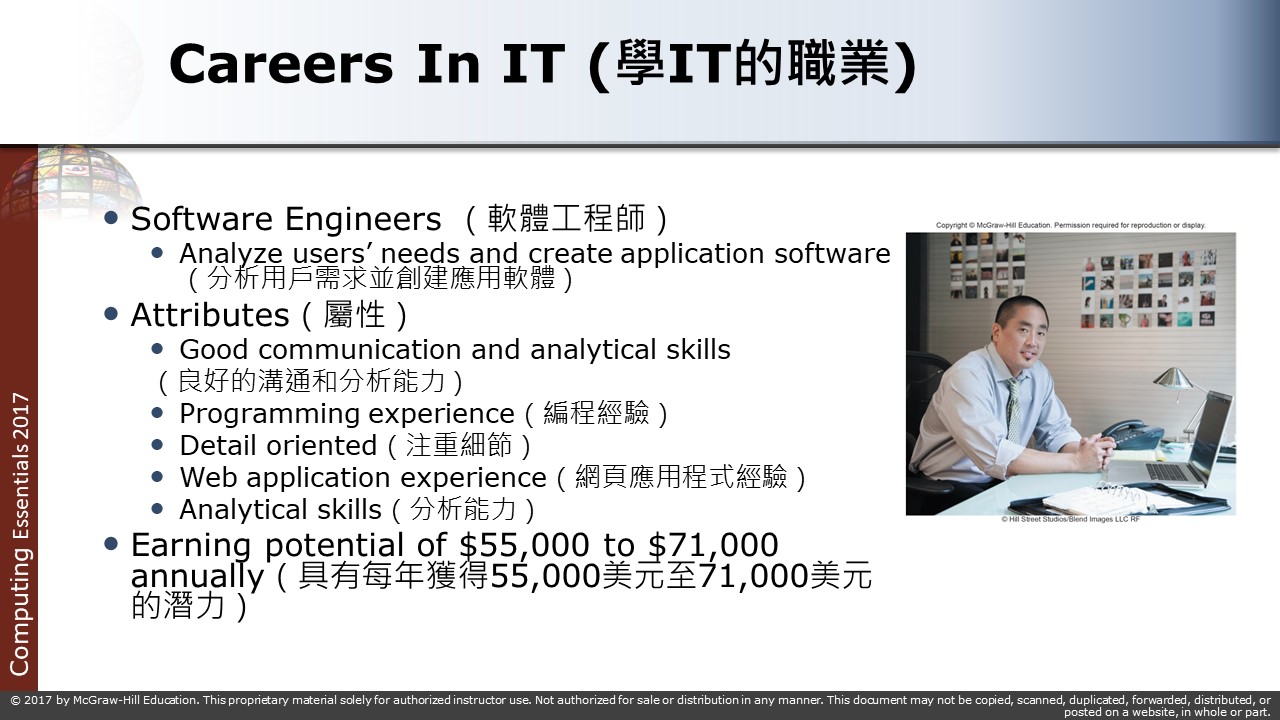 Careers In IT (學IT的職業)
• Software Engineers （軟體工程師）
• Analyze users’ needs and create application software
（分析用戶需求並創建應用軟體）
• Attributes（屬性）
• Good communication and analytical skills
（良好的溝通和分析能力）
• Programming experience（編程經驗）
• Detail oriented（注重細節）
• Web application experience（網頁應用程式經驗）
• Analytical skills（分析能力）
• Earning potential of $55,000 to $71,000
annually（具有每年獲得55,000美元至71,000美元
的潛力）
Copyright © McGraw-Hill Education. Permission required for reproduction or display.
© Hill Street Studios/Blend Images LLC RF
Computing Essentials 2017
© 2017 by McGraw-Hill Education. This proprietary material solely for authorized instructor use. Not authorized for sale or distribution in any manner. This document may not be copied, scanned, duplicated, forwarded, distributed, or
posted on a website, in whole or part.